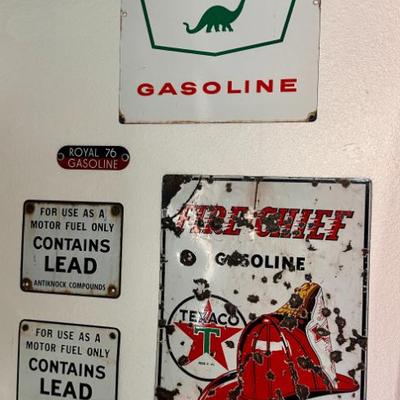 GASOLINE
ROYAL 76
GASOLINE
FOR USE AS A
MOTOR FUEL ONLY
CONTAINS
LEAD
ANTIKNOCK COMPOUNDS
FIRE-CHIEF
GASOLINE
TEXACO
T
FOR USE AS A
MOTOR FUEL ONLY
CONTAINS
LEAD